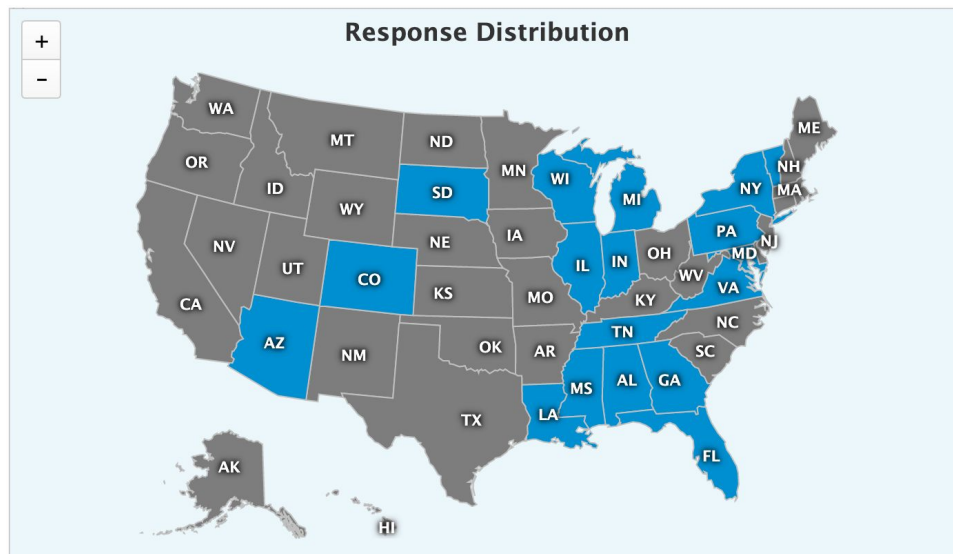 Response Distribution
+
−
WA
MT
ND
MN
ME
OR
ID
SD
WI
MI
NY
NH
MA
WY
NE
IA
PA
NJ
NV
UT
CO
KS
IL
IN
OH
MD
WV
VA
CA
MO
KY
NC
AZ
NM
OK
AR
TN
SC
TX
LA
MS
AL
GA
FL
AK
HI